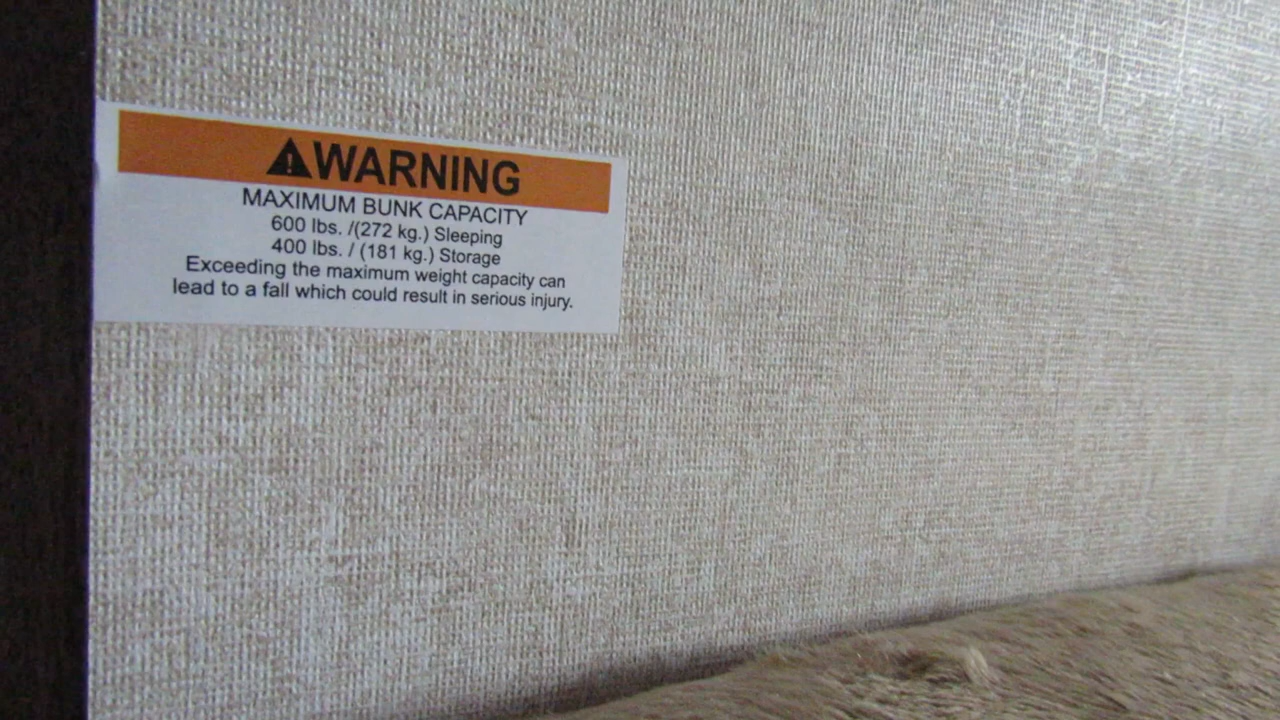 WARNING
MAXIMUM BUNK CAPACITY
600 lbs. /(272 kg.) Sleeping
400 lbs. / (181 kg.) Storage
Exceeding the maximum weight capacity can
lead to a fall which could result in serious injury.